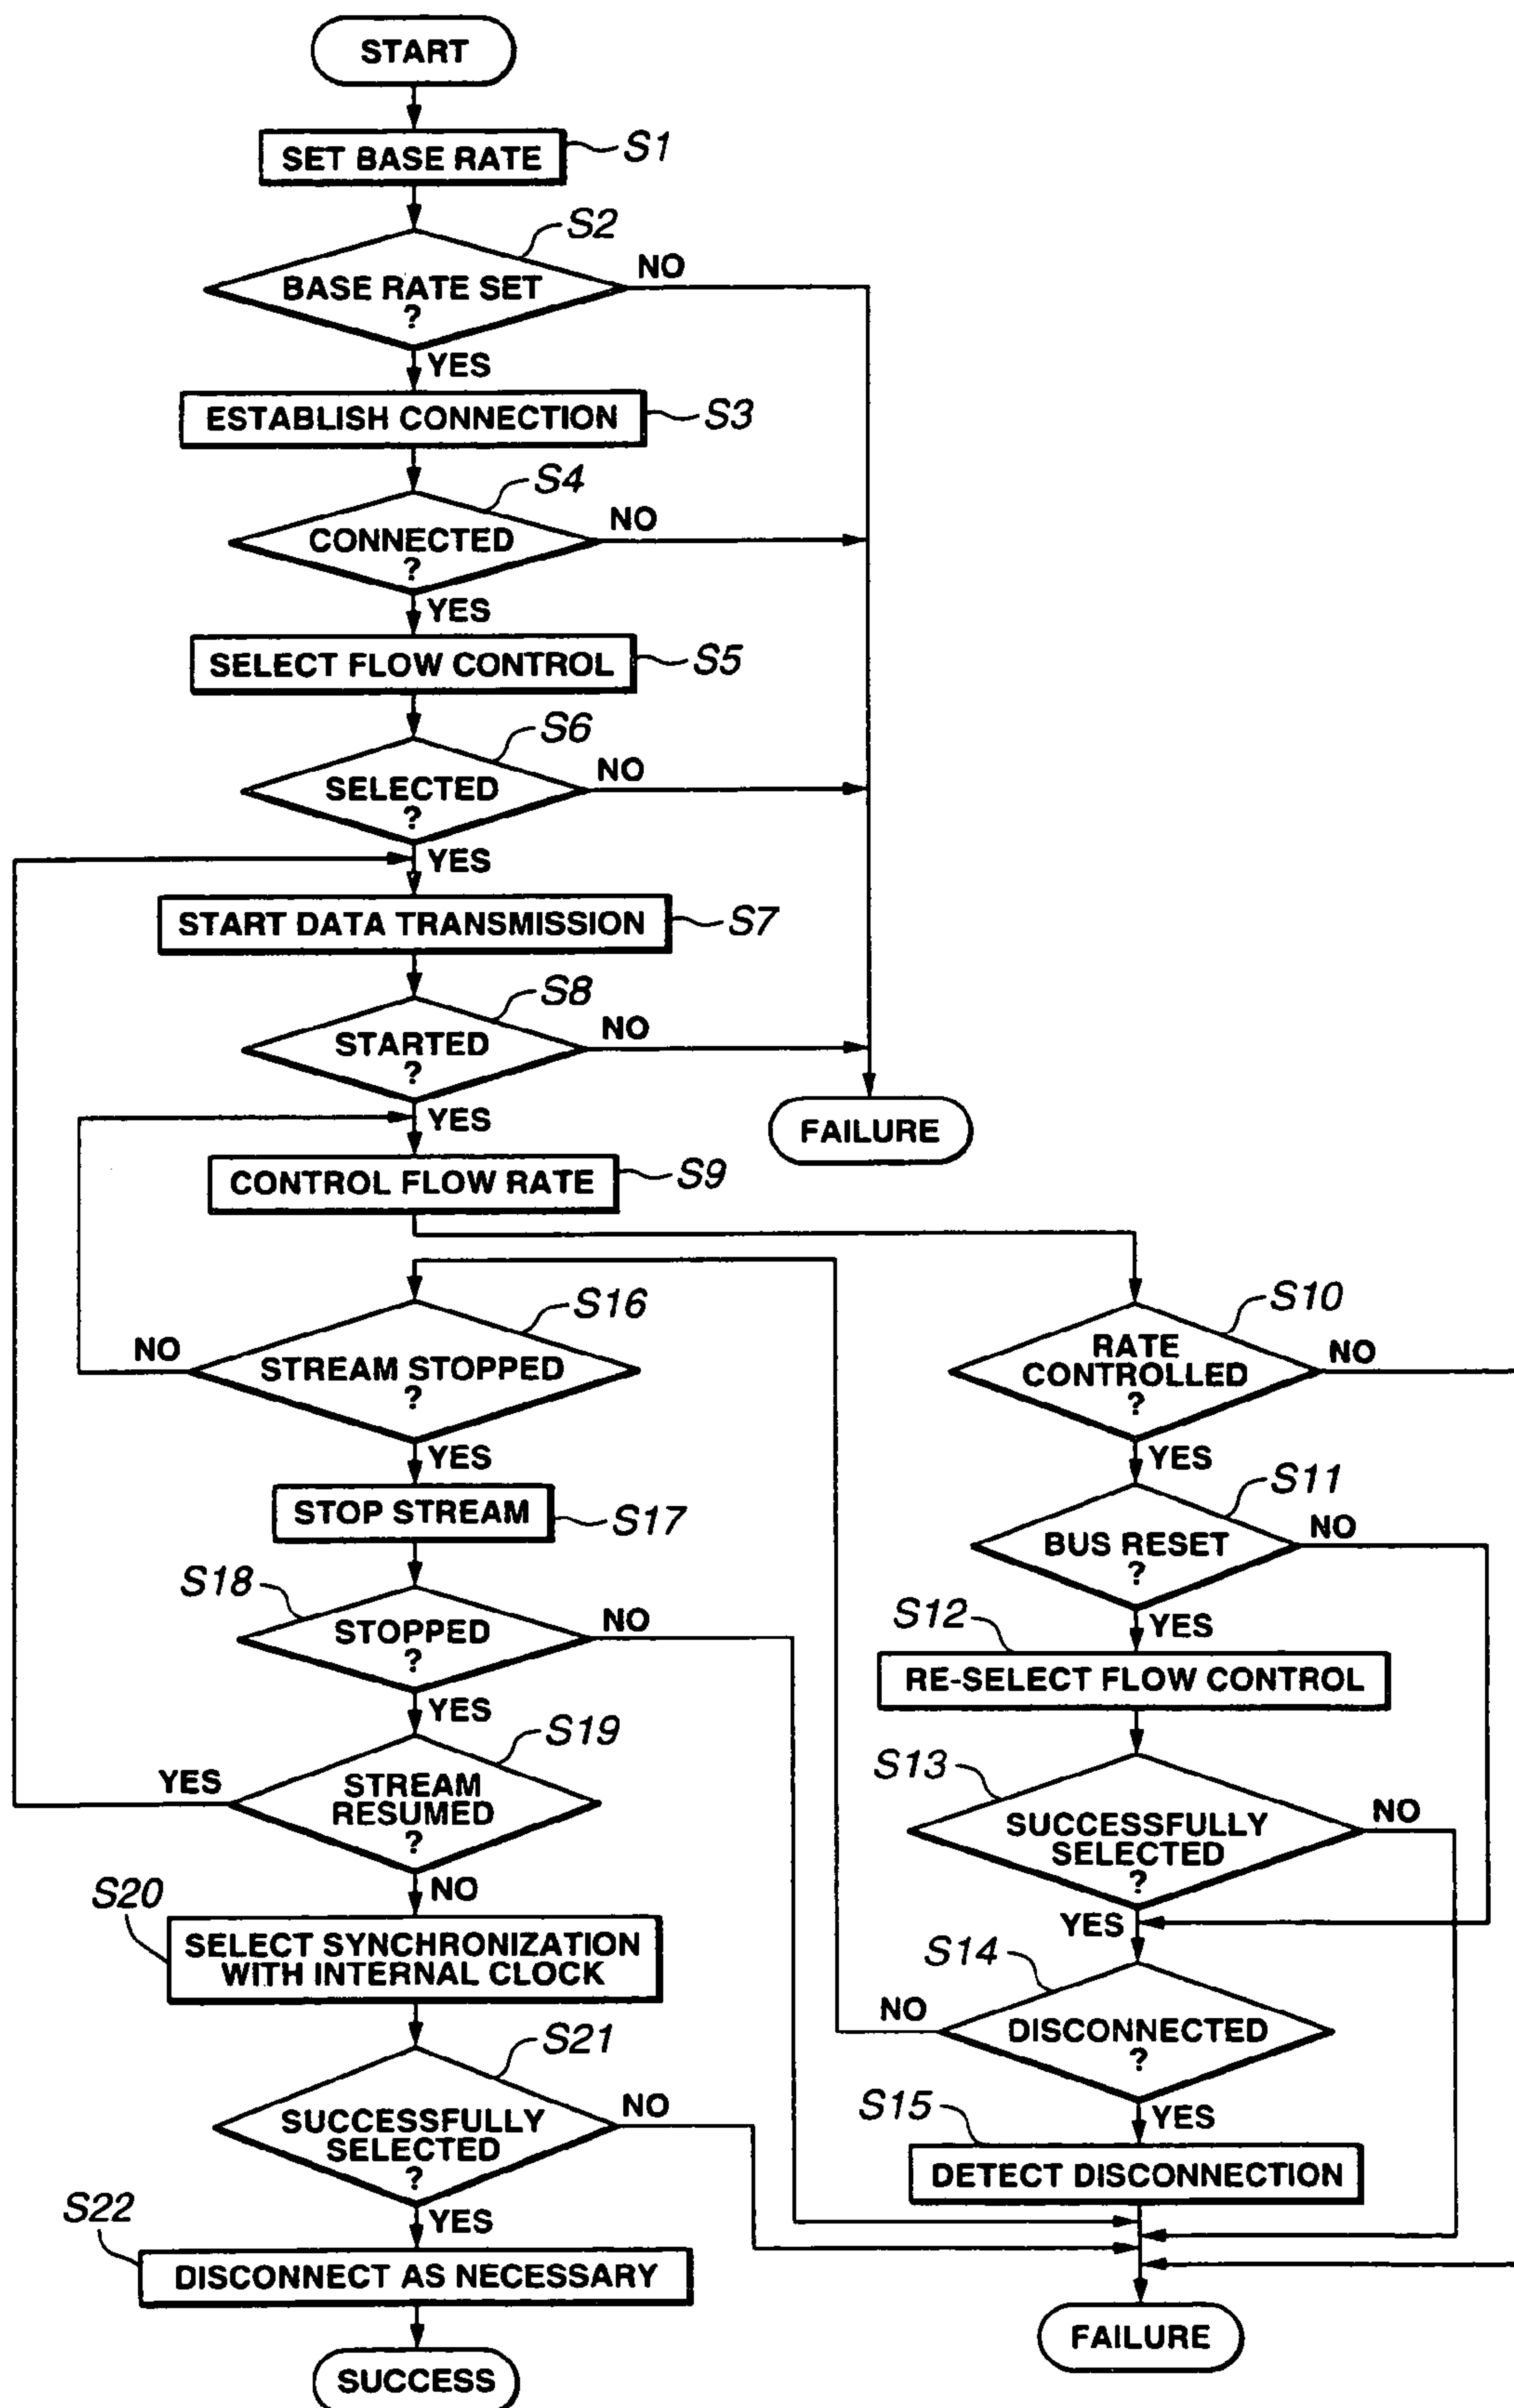 START
SET BASE RATE
S1
S2
BASE RATE SET
?
NO
YES
ESTABLISH CONNECTION
S3
S4
CONNECTED
?
NO
YES
SELECT FLOW CONTROL
S5
S6
SELECTED
?
NO
YES
START DATA TRANSMISSION
S7
S8
STARTED
?
NO
YES
FAILURE
CONTROL FLOW RATE
S9
S10
RATE
CONTROLLED
?
NO
YES
S11
BUS RESET
?
NO
YES
S12
RE-SELECT FLOW CONTROL
S13
SUCCESSFULLY
SELECTED
?
NO
YES
S14
DISCONNECTED
?
NO
YES
S15
DETECT DISCONNECTION
FAILURE
S16
STREAM STOPPED
?
NO
YES
STOP STREAM
S17
S18
STOPPED
?
NO
YES
S19
STREAM
RESUMED
?
YES
NO
S20
SELECT SYNCHRONIZATION
WITH INTERNAL CLOCK
S21
SUCCESSFULLY
SELECTED
?
NO
YES
S22
DISCONNECT AS NECESSARY
SUCCESS